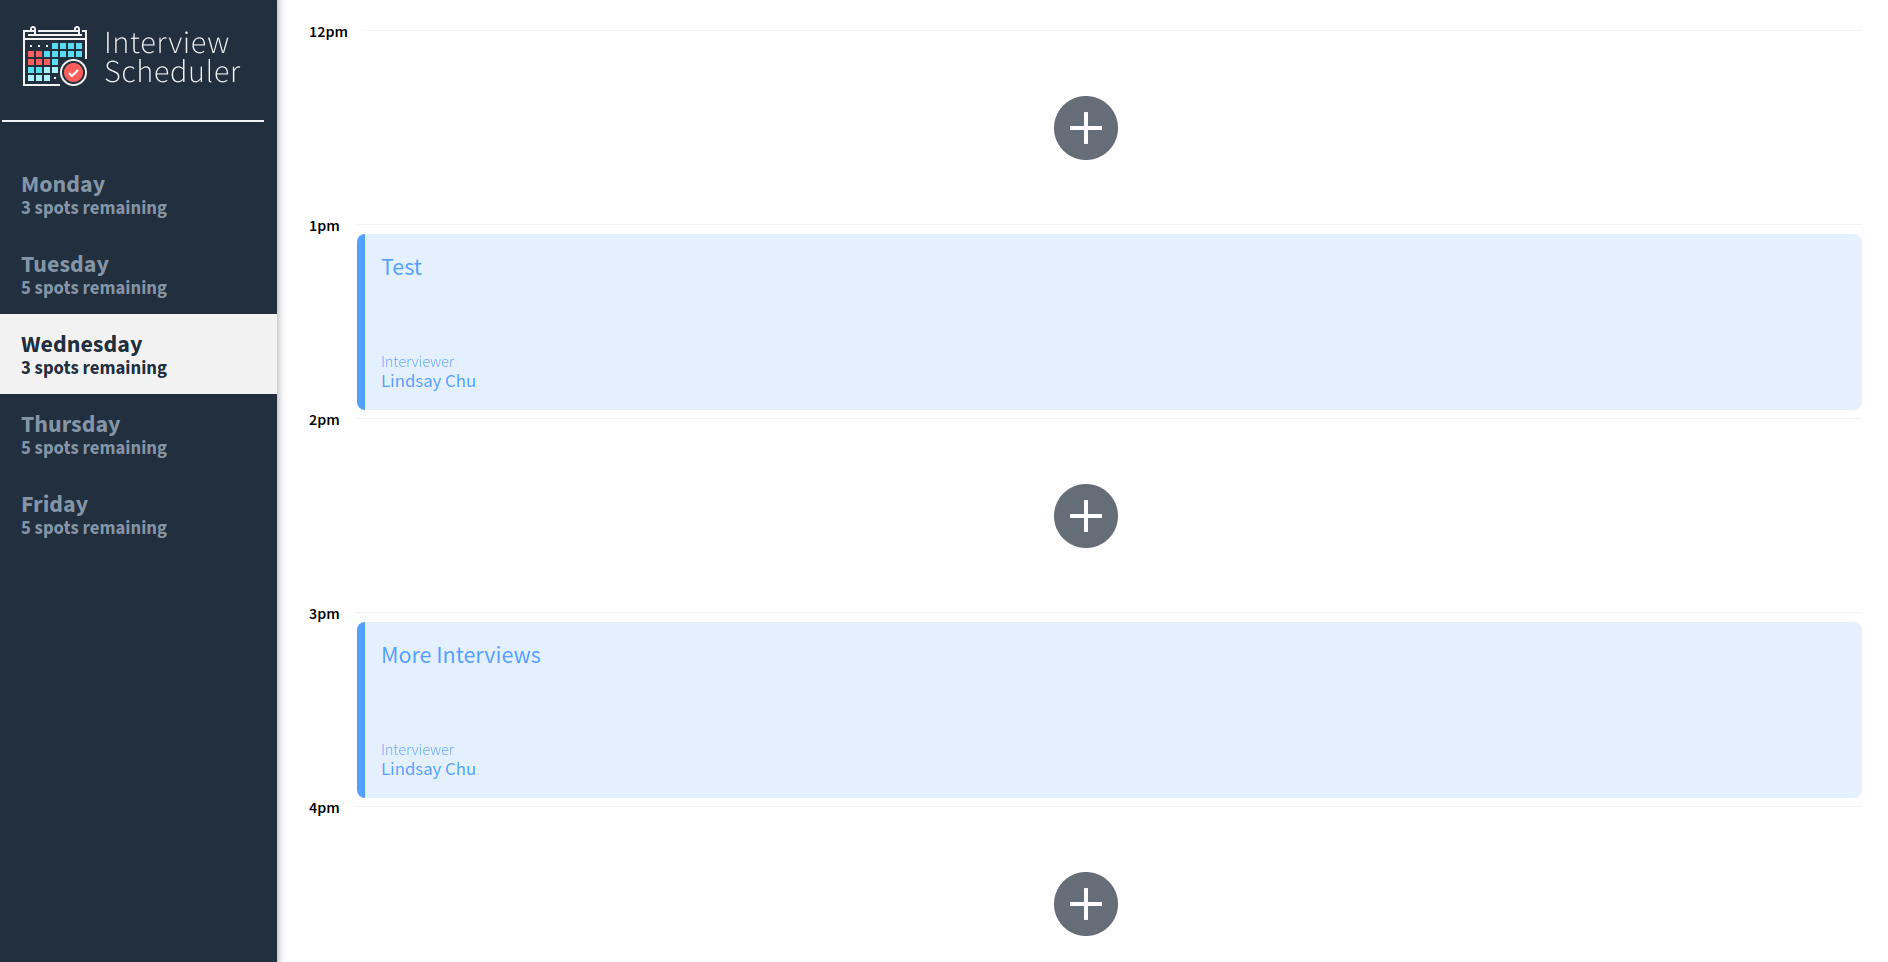 Interview
Scheduler
Monday
3 spots remaining
Tuesday
5 spots remaining
Wednesday
3 spots remaining
Thursday
5 spots remaining
Friday
5 spots remaining
12pm
1pm
Test
Interviewer
Lindsay Chu
2pm
3pm
More Interviews
Interviewer
Lindsay Chu
4pm